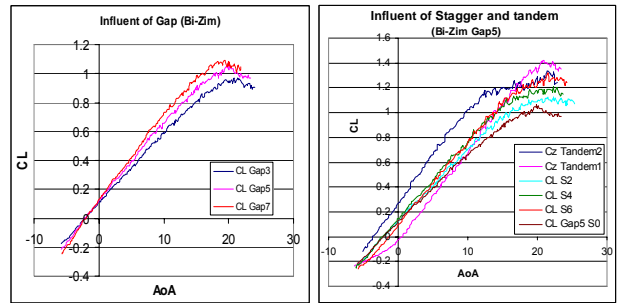 Influent of Gap (Bi-Zim)
1.2
1
0.8
0.6
0.4
0.2
0
-0.2
-0.4
-10 0 10 20 30
CL
AoA
CL Gap3
CL Gap5
CL Gap7
Influent of Stagger and tandem
(Bi-Zim Gap5)
1.6
1.4
1.2
1
0.8
0.6
0.4
0.2
0
-0.2
-0.4
-10 0 10 20 30
CL
AoA
Cz Tandem2
Cz Tandem1
CL S2
CL S4
CL S6
CL Gap5 S0